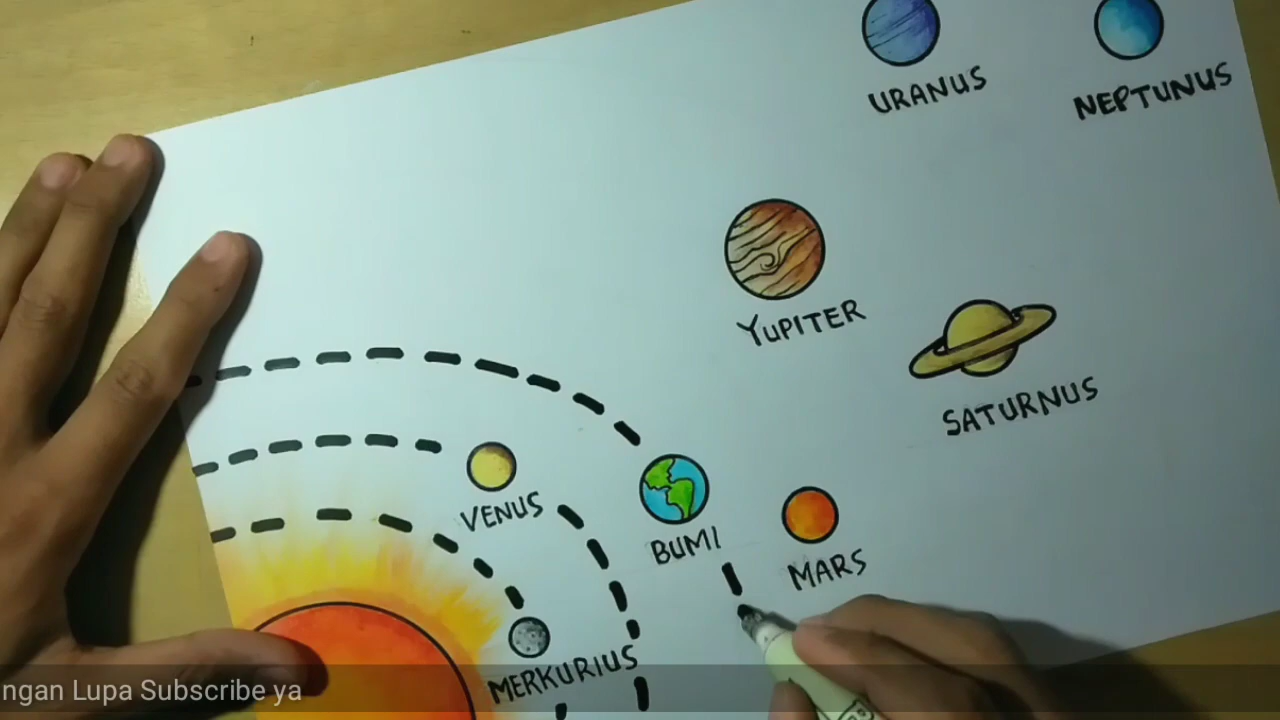 URANUS
NEPTUNUS
YUPITER
SATURNUS
VENUS
BUMI
MARS
MERKURIUS
ngan Lupa Subscribe ya